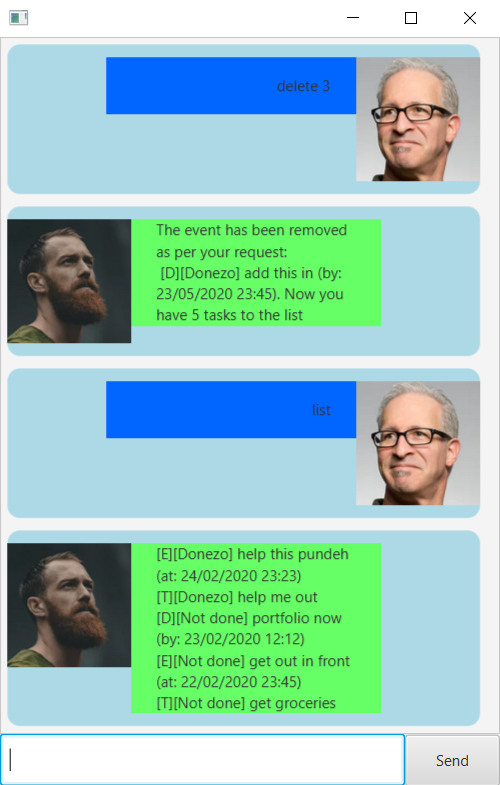 delete 3
The event has been removed
as per your request:
[D][Donezo] add this in (by:
23/05/2020 23:45). Now you
have 5 tasks to the list
list
[E][Donezo] help this pundeh
(at: 24/02/2020 23:23)
[T][Donezo] help me out
[D][Not done] portfolio now
(by: 23/02/2020 12:12)
[E][Not done] get out in front
(at: 22/02/2020 23:45)
[T][Not done] get groceries
Send